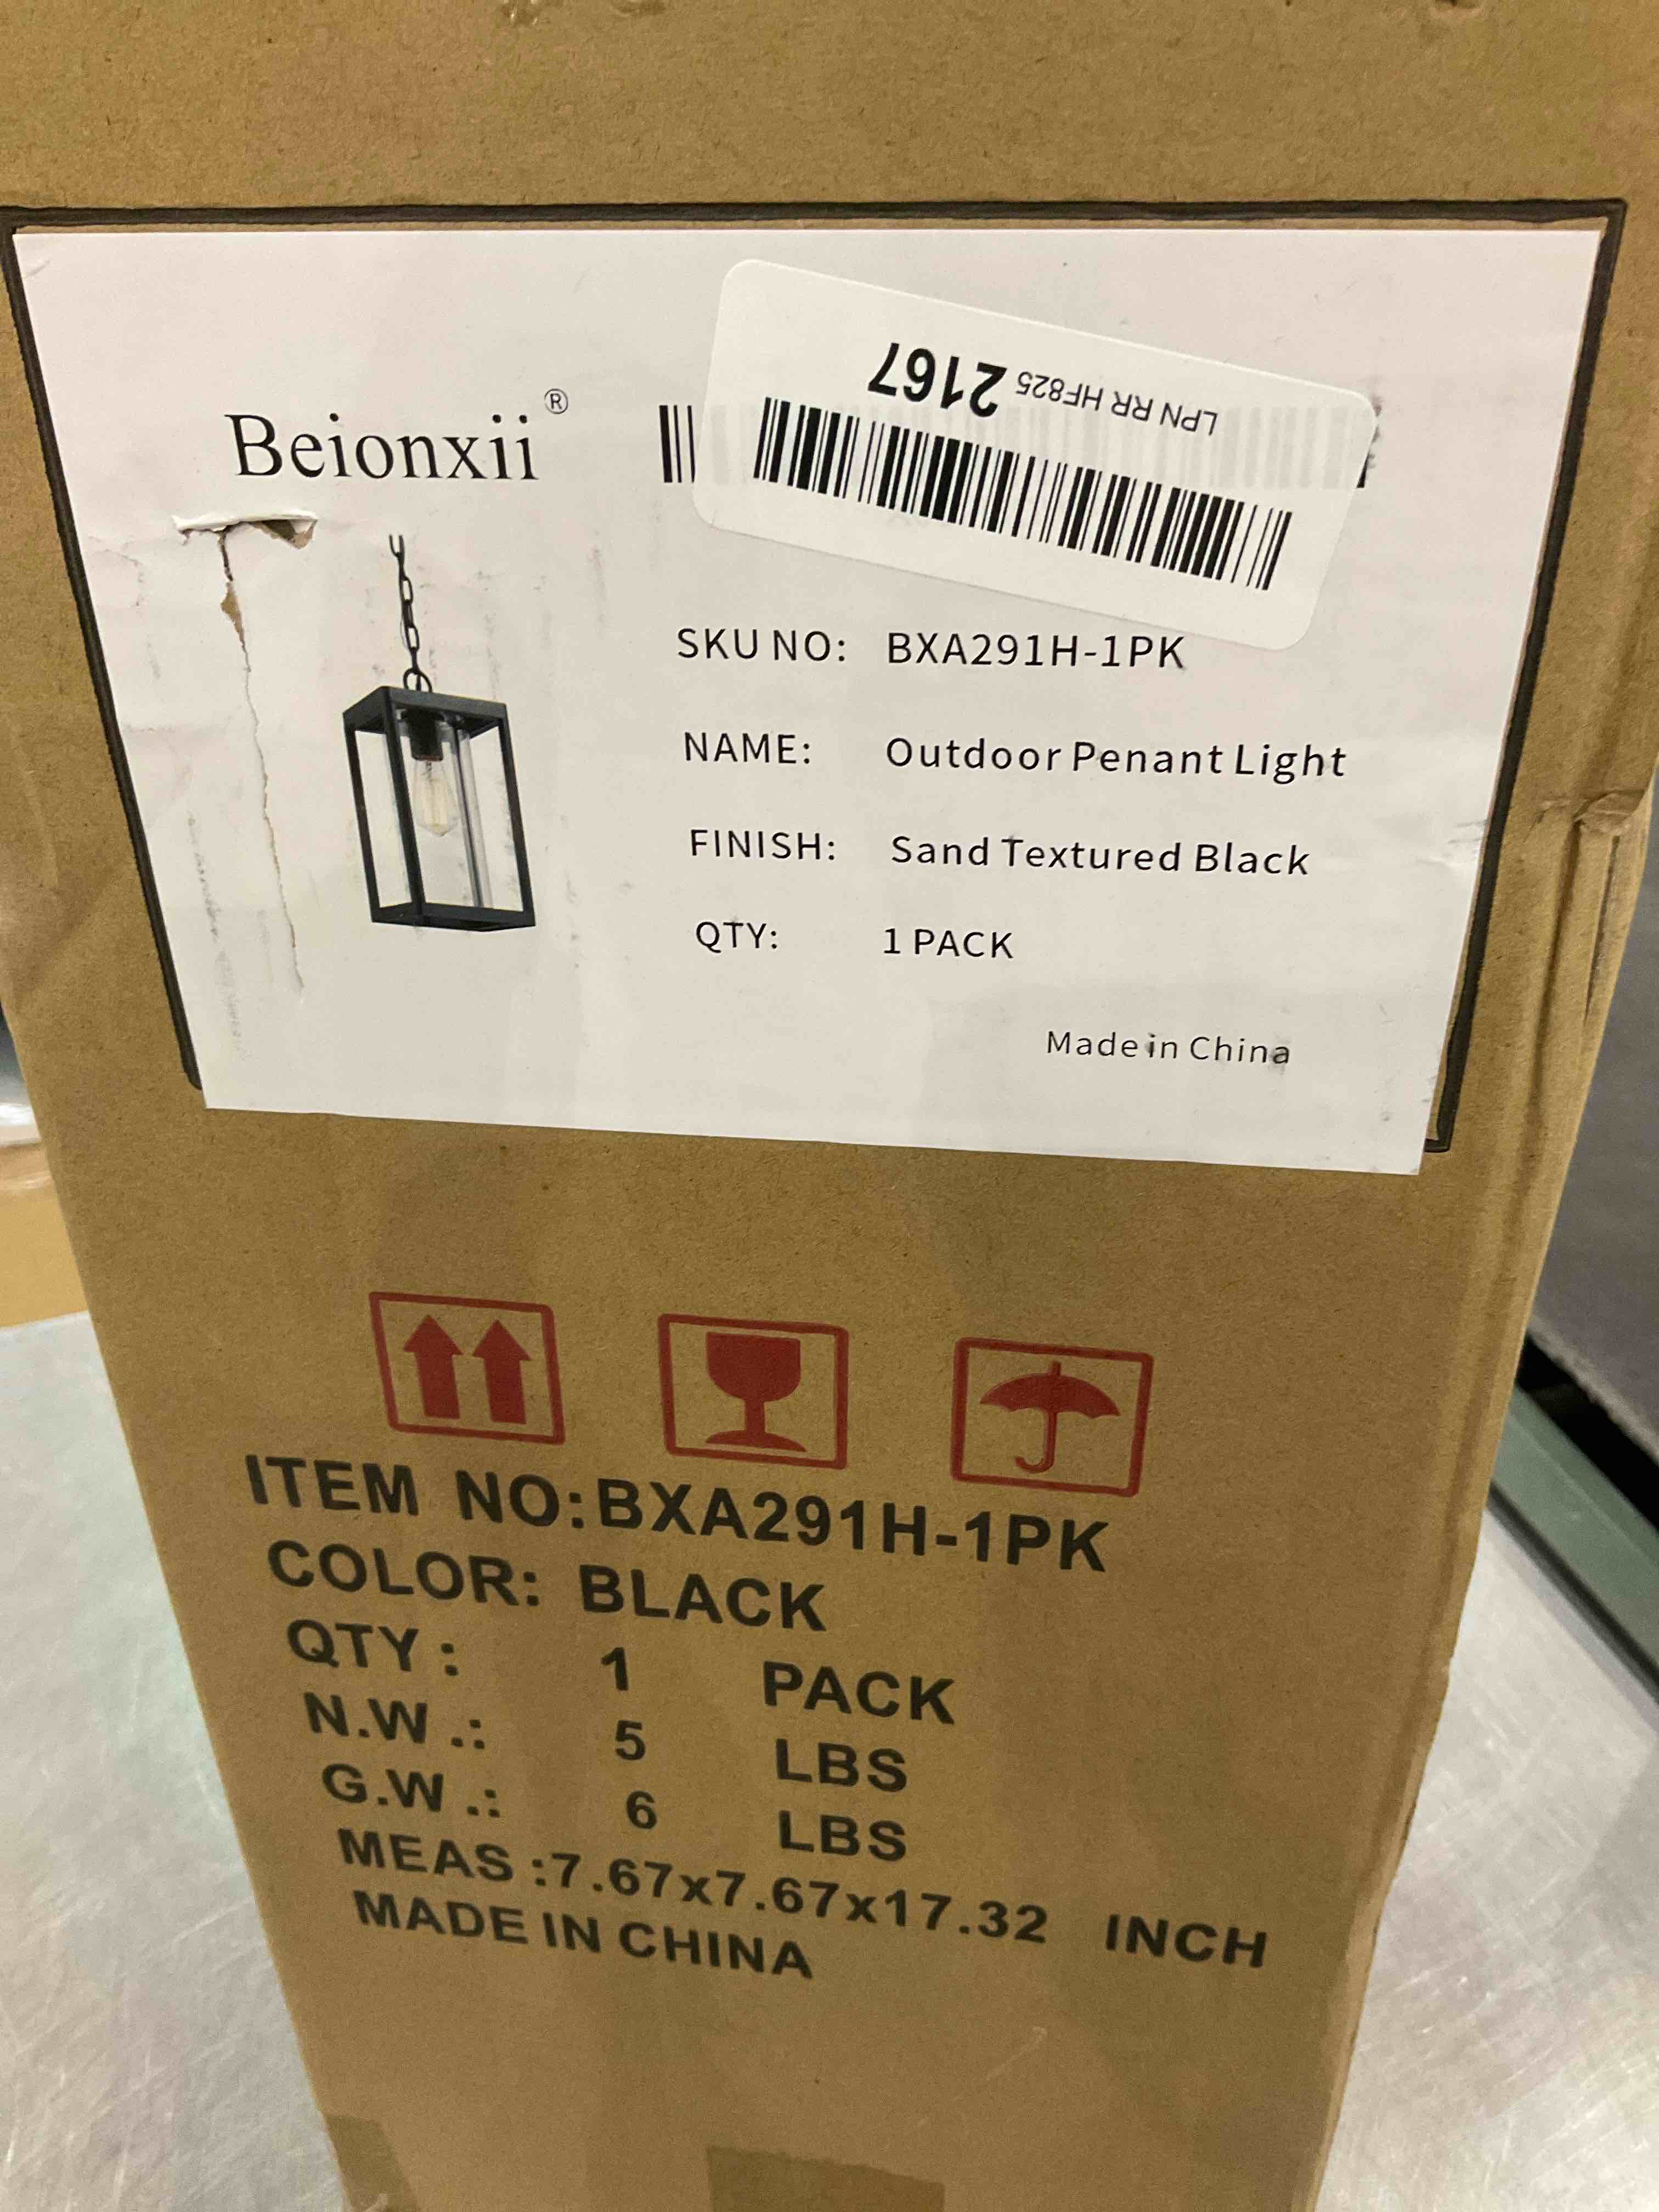 Beionxii®
LPN RR HF825 2167
SKU NO: BXA291H-1PK
NAME: Outdoor Penant Light
FINISH: Sand Textured Black
QTY: 1 PACK
Made in China
ITEM NO:BXA291H-1PK
COLOR: BLACK
QTY: 1 PACK
N.W.: 5 LBS
G.W.: 6 LBS
MEAS:7.67x7.67x17.32 INCH
MADE IN CHINA